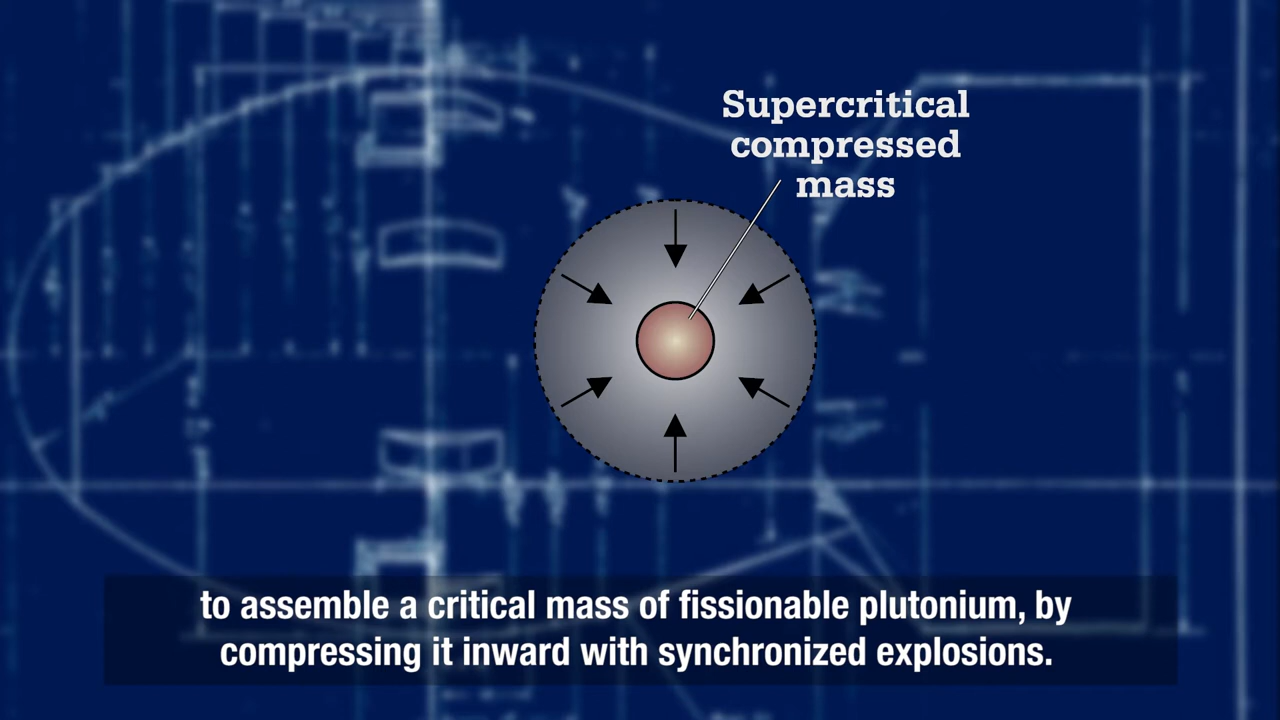 Supercritical
compressed
mass
to assemble a critical mass of fissionable plutonium, by
compressing it inward with synchronized explosions.